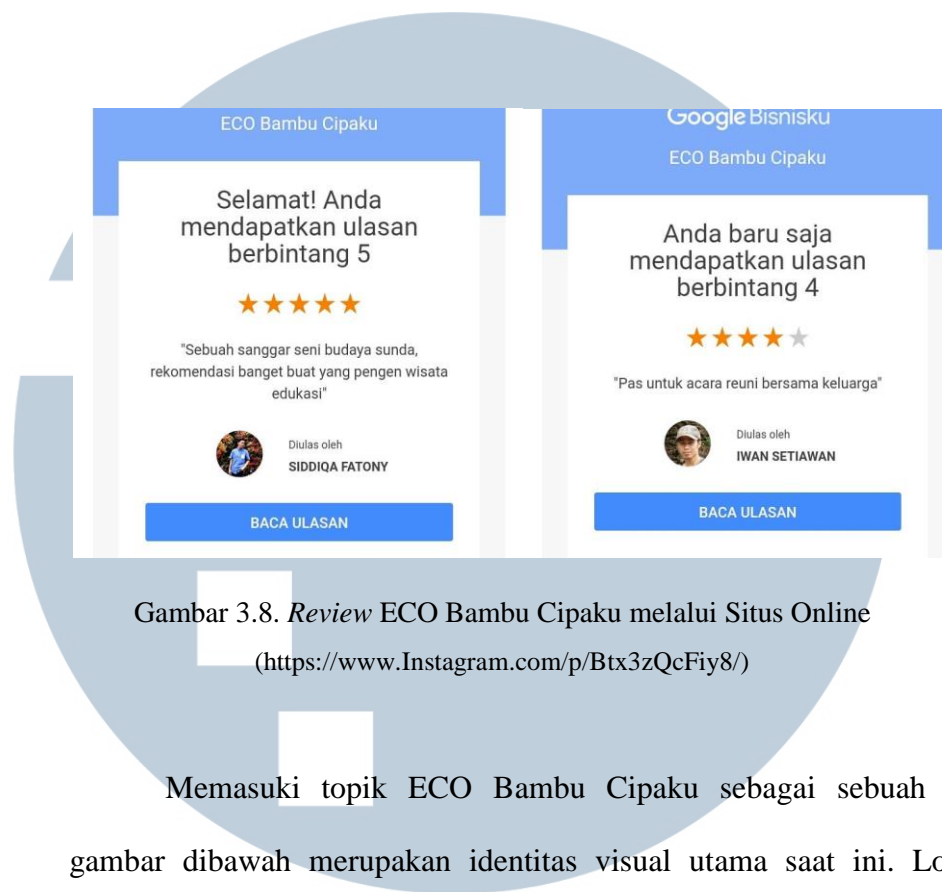 ECO Bambu Cipaku
Selamat! Anda
mendapatkan ulasan
berbintang 5
"Sebuah sanggar seni budaya sunda,
rekomendasi banget buat yang pengen wisata
edukasi"
Diulas oleh
SIDDIQA FATONY
BACA ULASAN
Google Bisnisku
ECO Bambu Cipaku
Anda baru saja
mendapatkan ulasan
berbintang 4
"Pas untuk acara reuni bersama keluarga"
Diulas oleh
IWAN SETIAWAN
BACA ULASAN
Gambar 3.8. Review ECO Bambu Cipaku melalui Situs Online
(https://www.Instagram.com/p/Btx3zQcFiy8/)
Memasuki topik ECO Bambu Cipaku sebagai sebuah
gambar dibawah merupakan identitas visual utama saat ini. Lo